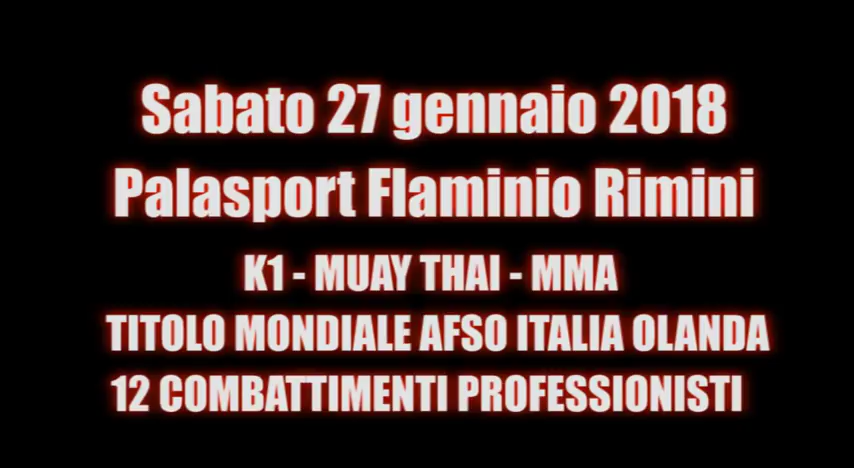 Sabato 27 gennaio 2018
Palasport Flaminio Rimini
K1 - MUAY THAI - MMA
TITOLO MONDIALE AFSO ITALIA OLANDA
12 COMBATTIMENTI PROFESSIONISTI